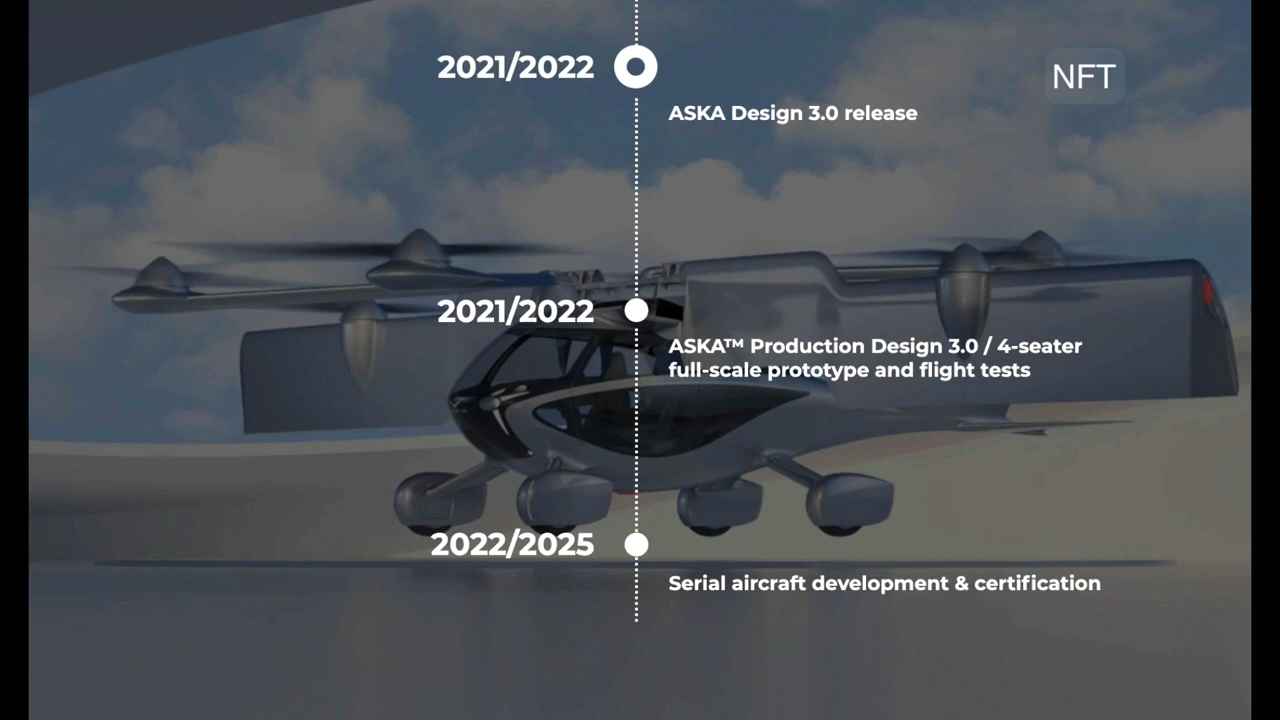 2021/2022
NFT
ASKA Design 3.0 release
2021/2022
ASKA™ Production Design 3.0 / 4-seater
full-scale prototype and flight tests
2022/2025
Serial aircraft development & certification